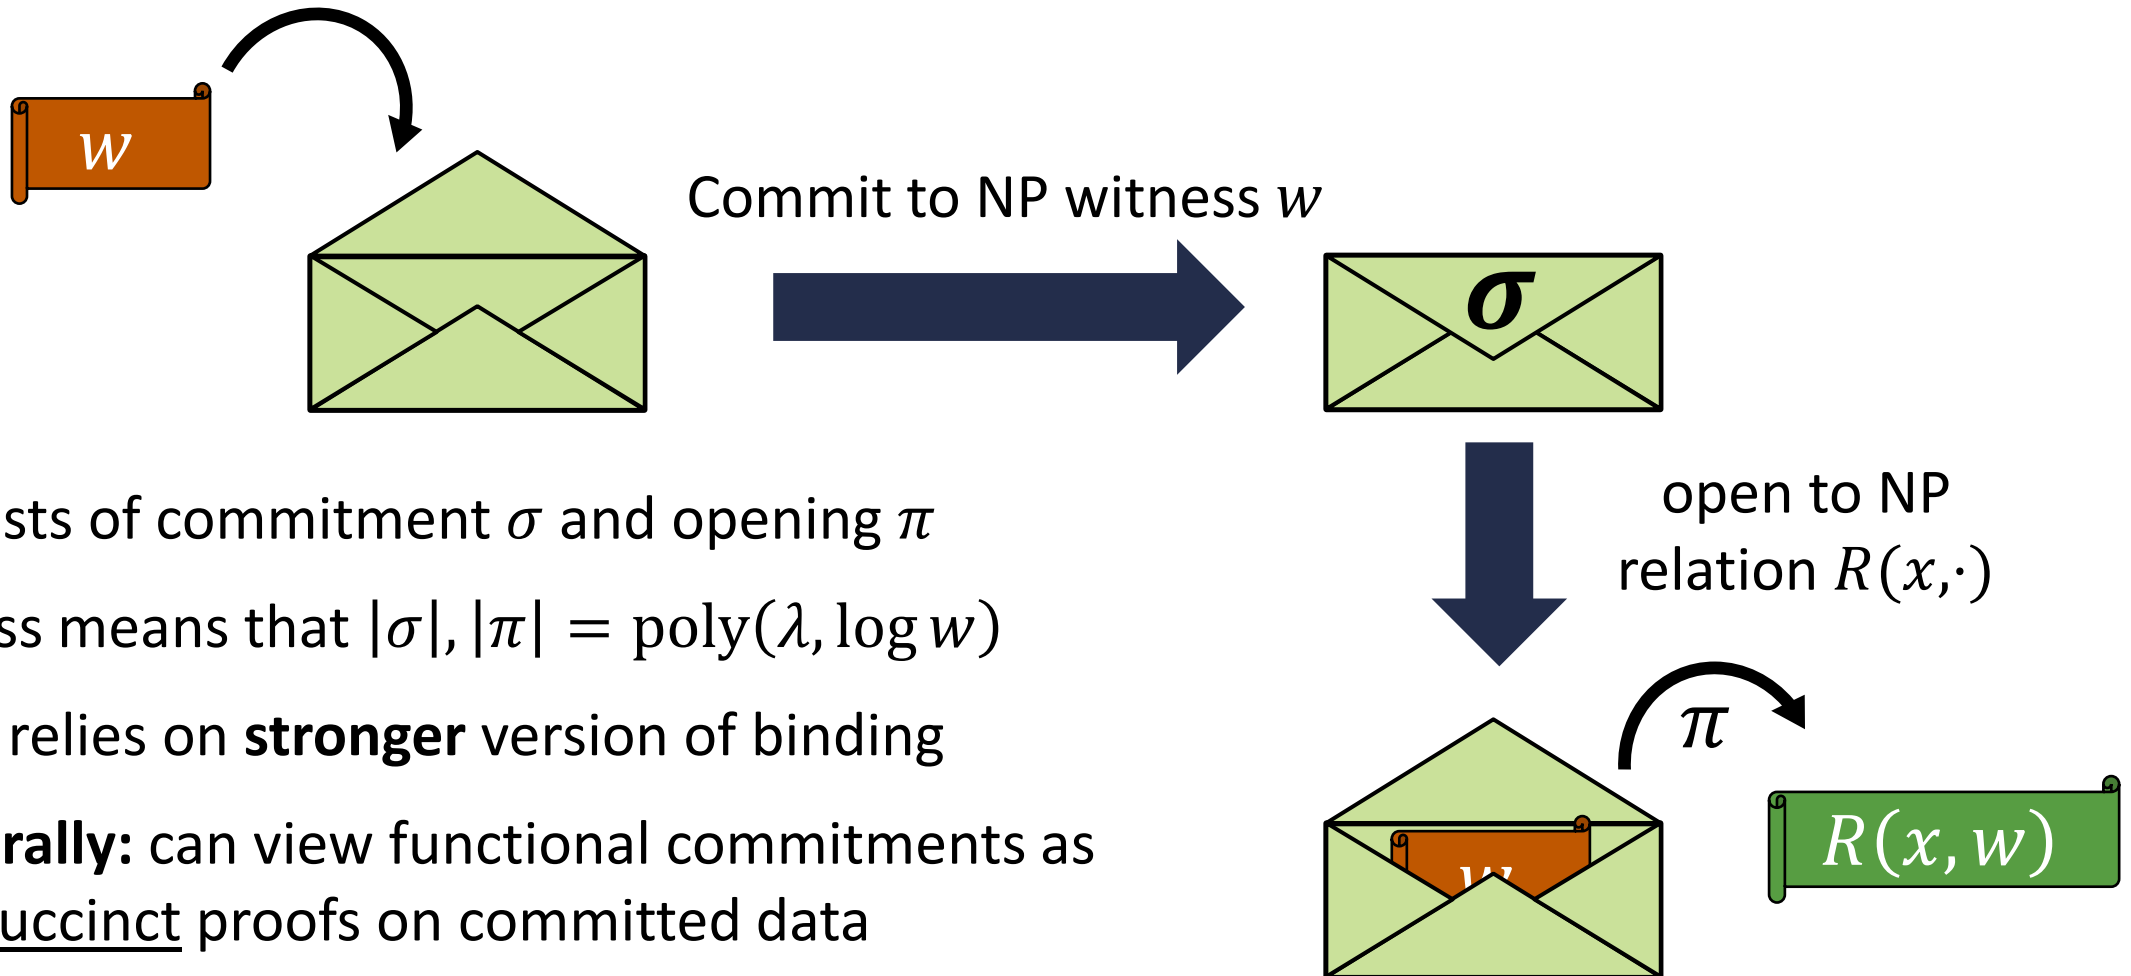 w
Commit to NP witness w
σ
open to NP
relation R(x,·)
sts of commitment σ and opening π
ss means that |σ|, |π| = poly(λ, log w)
relies on stronger version of binding
rally: can view functional commitments as
uccinct proofs on committed data
π
w
R(x, w)